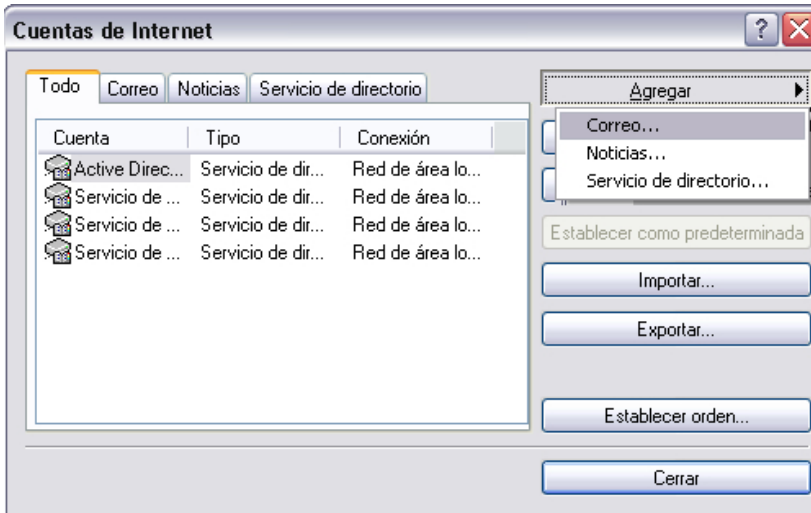 Cuentas de Internet
?
Todo Correo Noticias Servicio de directorio
Cuenta Tipo Conexión
Active Direc... Servicio de dir... Red de área lo...
Servicio de ... Servicio de dir... Red de área lo...
Servicio de ... Servicio de dir... Red de área lo...
Servicio de ... Servicio de dir... Red de área lo...
Agregar
Correo...
Noticias...
Servicio de directorio...
Establecer como predeterminada
Importar...
Exportar...
Establecer orden...
Cerrar